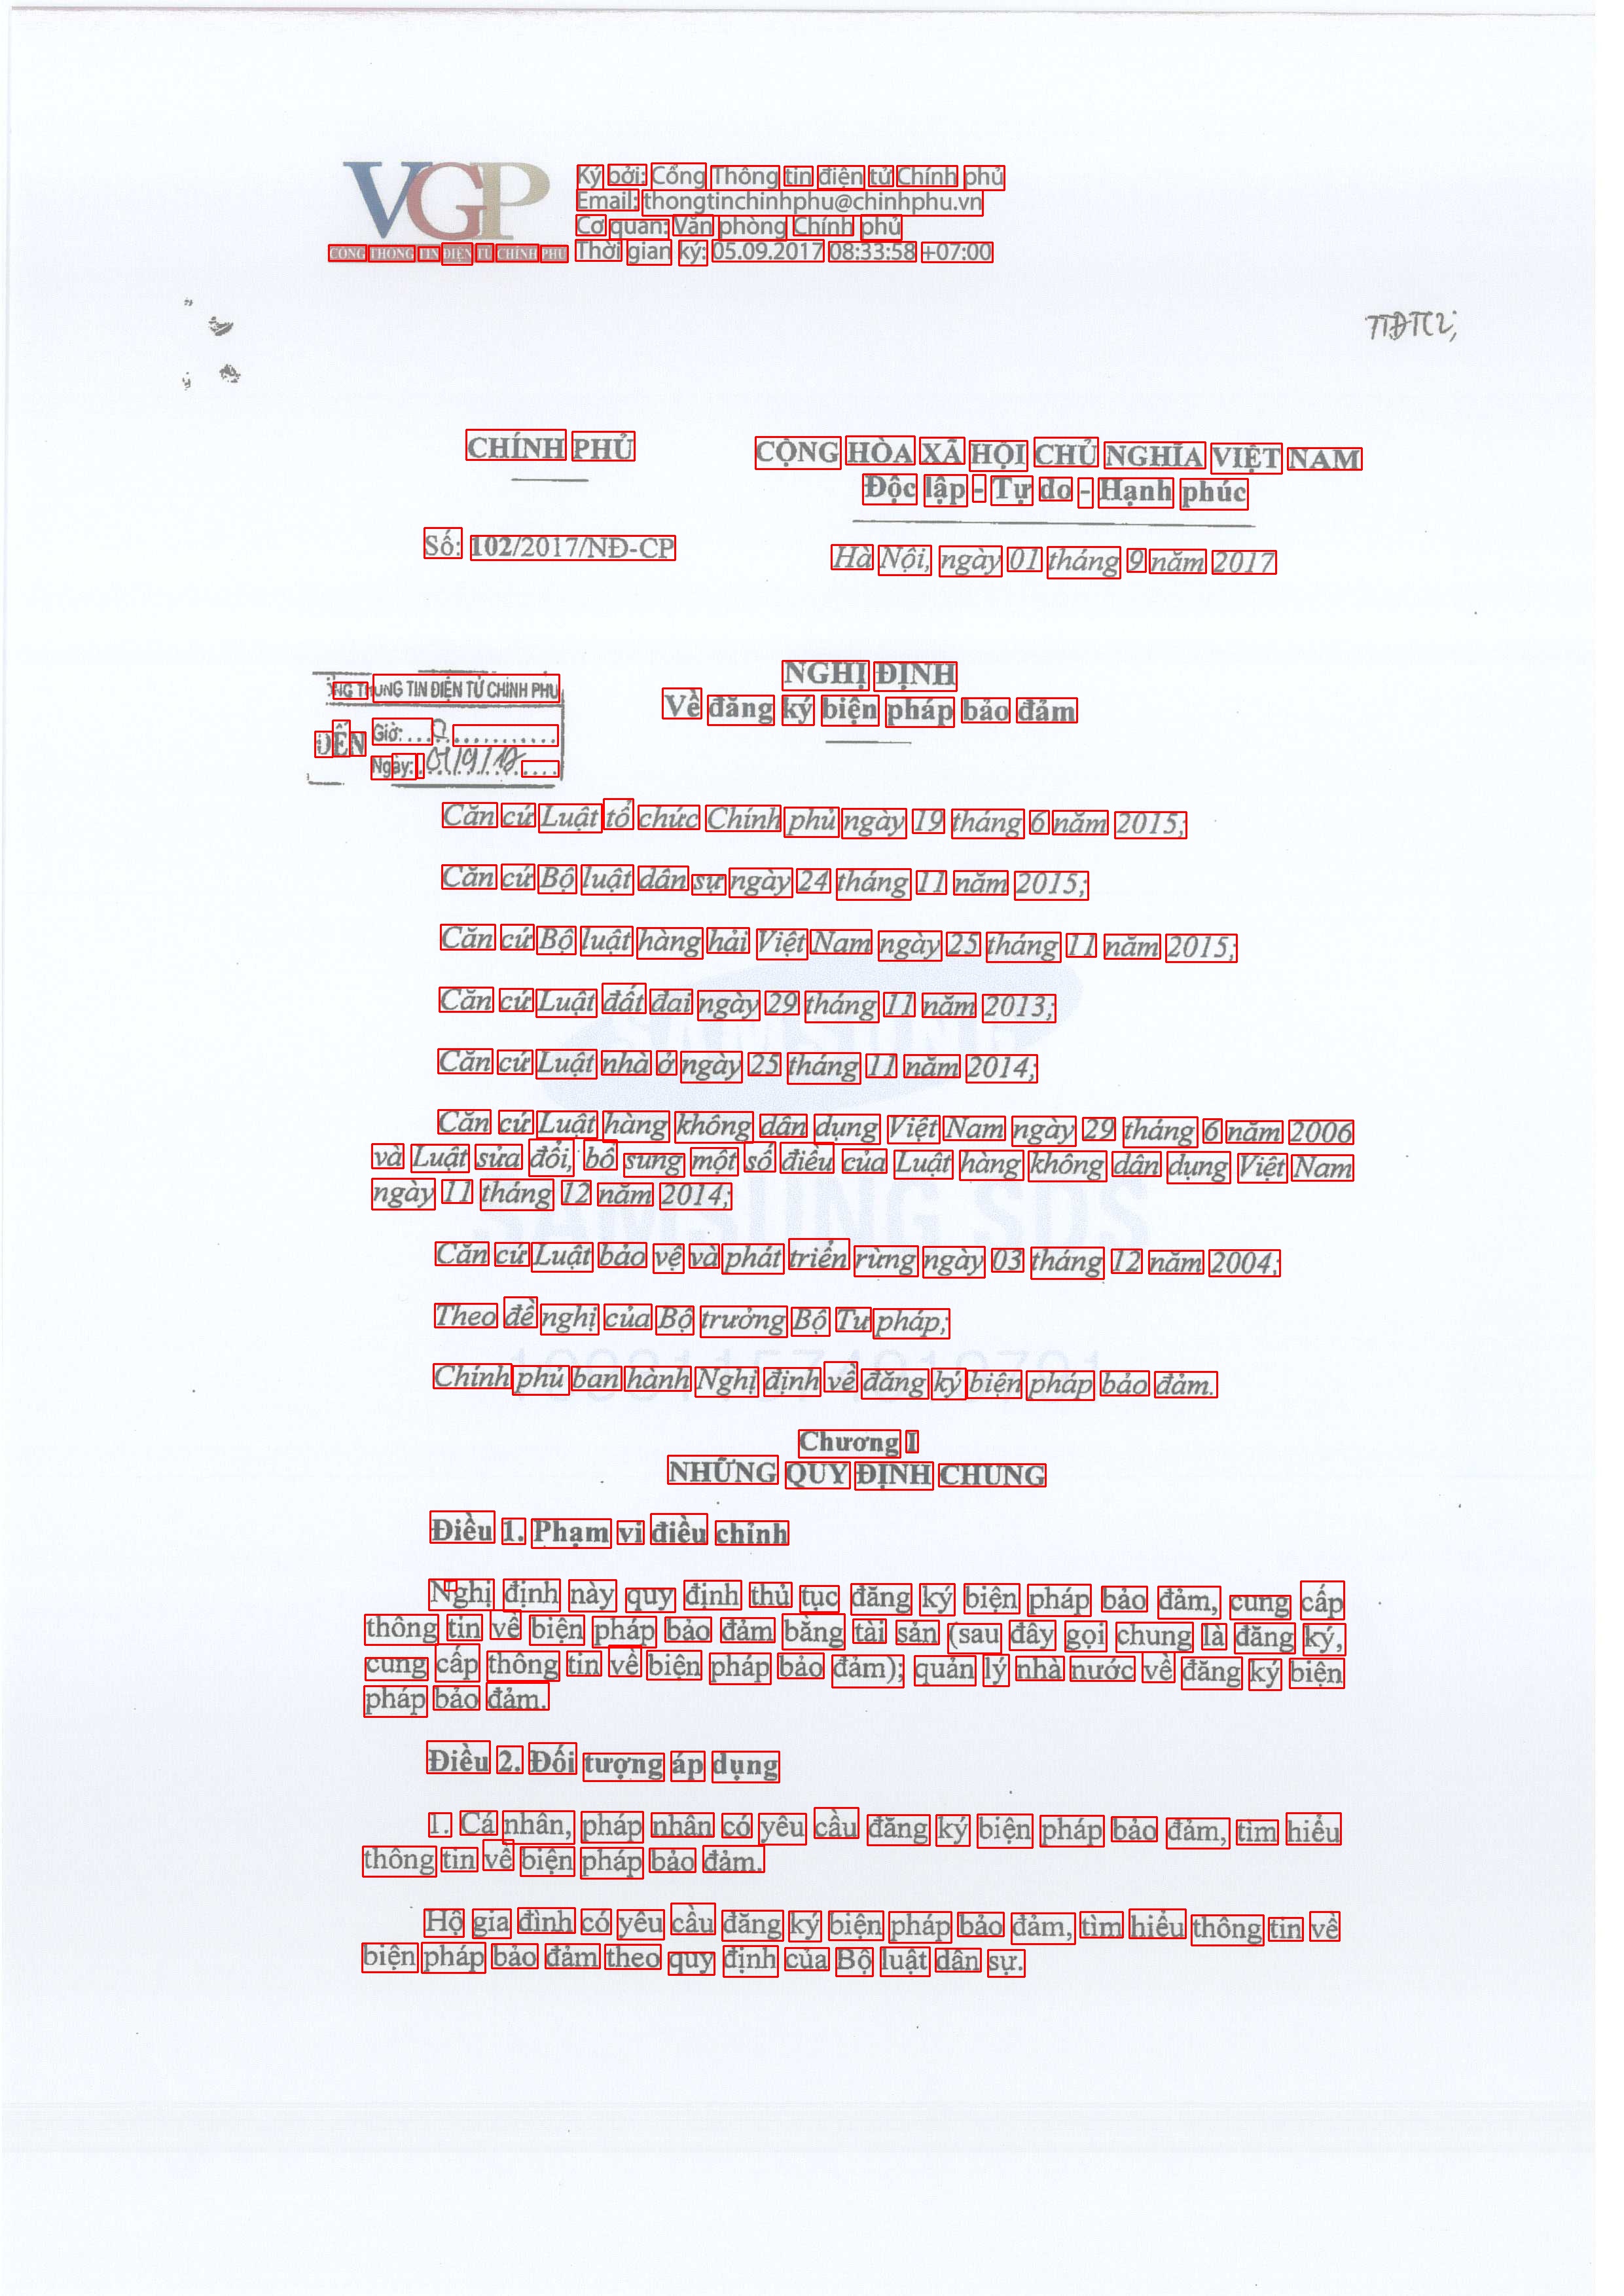 VGP
CỔNG THÔNG TIN ĐIỆN TỬ CHÍNH PHỦ
Ký bởi: Cổng Thông tin điện tử Chính phủ
Email: thongtinchinhphu@chinhphu.vn
Cơ quan: Văn phòng Chính phủ
Thời gian ký: 05.09.2017 08:33:58 +07:00
TTĐT(2);
CHÍNH PHỦ
Số: 102/2017/NĐ-CP
CỘNG HÒA XÃ HỘI CHỦ NGHĨA VIỆT NAM
Độc lập - Tự do - Hạnh phúc
Hà Nội, ngày 01 tháng 9 năm 2017
TIN ĐIỆN TỬ CHÍNH PHỦ
ĐẾN
Giờ: ...
Ngày: 01/9/17
NGHỊ ĐỊNH
Về đăng ký biện pháp bảo đảm
Căn cứ Luật tổ chức Chính phủ ngày 19 tháng 6 năm 2015;
Căn cứ Bộ luật dân sự ngày 24 tháng 11 năm 2015;
Căn cứ Bộ luật hàng hải Việt Nam ngày 25 tháng 11 năm 2015;
Căn cứ Luật đất đai ngày 29 tháng 11 năm 2013;
Căn cứ Luật nhà ở ngày 25 tháng 11 năm 2014;
Căn cứ Luật hàng không dân dụng Việt Nam ngày 29 tháng 6 năm 2006
và Luật sửa đổi, bổ sung một số điều của Luật hàng không dân dụng Việt Nam
ngày 11 tháng 12 năm 2014;
SAMSUNG SDS
Căn cứ Luật bảo vệ và phát triển rừng ngày 03 tháng 12 năm 2004;
Theo đề nghị của Bộ trưởng Bộ Tư pháp;
Chính phủ ban hành Nghị định về đăng ký biện pháp bảo đảm.
Chương I
NHỮNG QUY ĐỊNH CHUNG
Điều 1. Phạm vi điều chỉnh
Nghị định này quy định thủ tục đăng ký biện pháp bảo đảm, cung cấp
thông tin về biện pháp bảo đảm bằng tài sản (sau đây gọi chung là đăng ký,
cung cấp thông tin về biện pháp bảo đảm); quản lý nhà nước về đăng ký biện
pháp bảo đảm.
Điều 2. Đối tượng áp dụng
1. Cá nhân, pháp nhân có yêu cầu đăng ký biện pháp bảo đảm, tìm hiểu
thông tin về biện pháp bảo đảm.
Hộ gia đình có yêu cầu đăng ký biện pháp bảo đảm, tìm hiểu thông tin về
biện pháp bảo đảm theo quy định của Bộ luật dân sự.